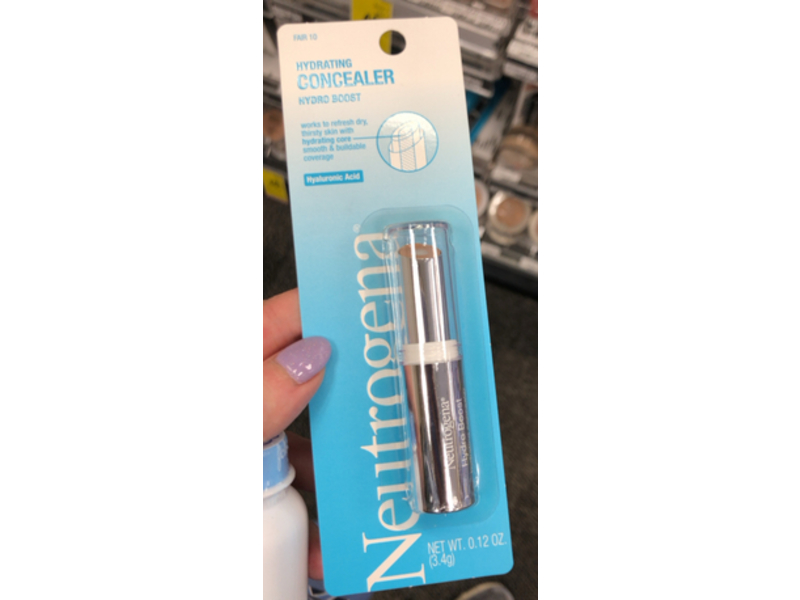 FAIR 10
HYDRATING
CONCEALER
HYDRO BOOST
works to refresh dry,
thirsty skin with
hydrating core
smooth & buildable
coverage
Hyaluronic Acid
Neutrogena®
Neutrogena®
Hydro Boost
NET WT. 0.12 OZ.
(3.4g)